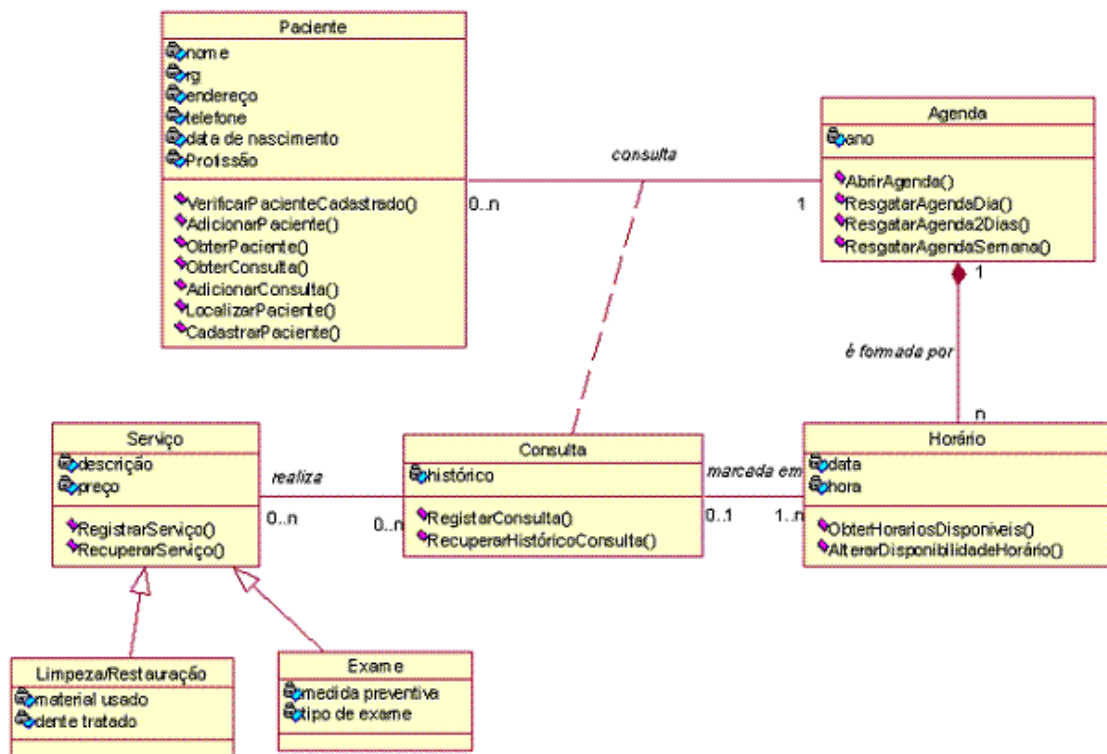 Paciente
nome
rg
endereço
telefone
data de nascimento
Profissão
VerificarPacienteCadastrado()
AdicionarPaciente()
ObterPaciente()
ObterConsulta()
AdicionarConsulta()
LocalizarPaciente()
CadastrarPaciente()
consulta
0..n
1
Agenda
ano
AbrirAgenda()
ResgatarAgendaDia()
ResgatarAgenda2Dias()
ResgatarAgendaSemana()
1
é formada por
n
Serviço
descrição
preço
RegistrarServiço()
RecuperarServiço()
realiza
0..n
0..n
Consulta
histórico
RegistarConsulta()
RecuperarHistóricoConsulta()
marcada em
0..1
1..n
Horário
data
hora
ObterHorariosDisponiveis()
AlterarDisponibilidadeHorário()
Limpeza/Restauração
material usado
dente tratado
Exame
medida preventiva
tipo de exame